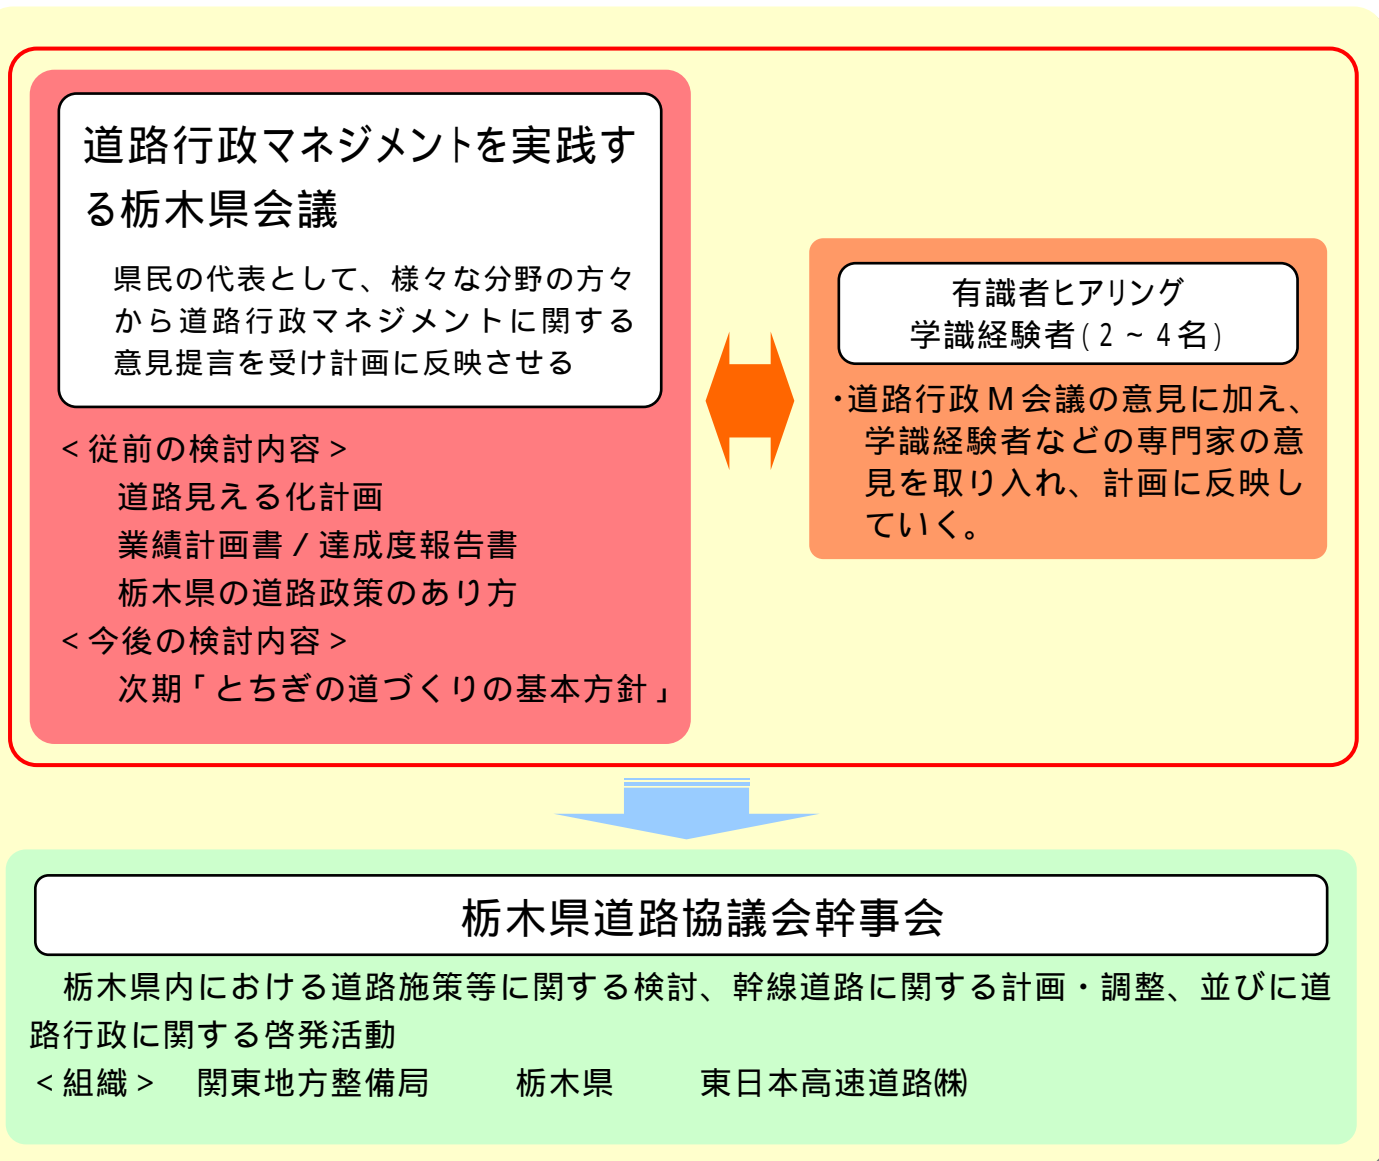 道路行政マネジメントを実践す
る栃木県会議
県民の代表として、様々な分野の方々
から道路行政マネジメントに関する
意見提言を受け計画に反映させる
<従前の検討内容>
道路見える化計画
業績計画書/達成度報告書
栃木県の道路政策のあり方
<今後の検討内容>
次期「とちぎの道づくりの基本方針」
有識者ヒアリング
学識経験者(2~4名)
・道路行政M会議の意見に加え、
学識経験者などの専門家の意
見を取り入れ、計画に反映し
ていく。
栃木県道路協議会幹事会
栃木県内における道路施策等に関する検討、幹線道路に関する計画・調整、並びに道
路行政に関する啓発活動
<組織> 関東地方整備局 栃木県 東日本高速道路㈱